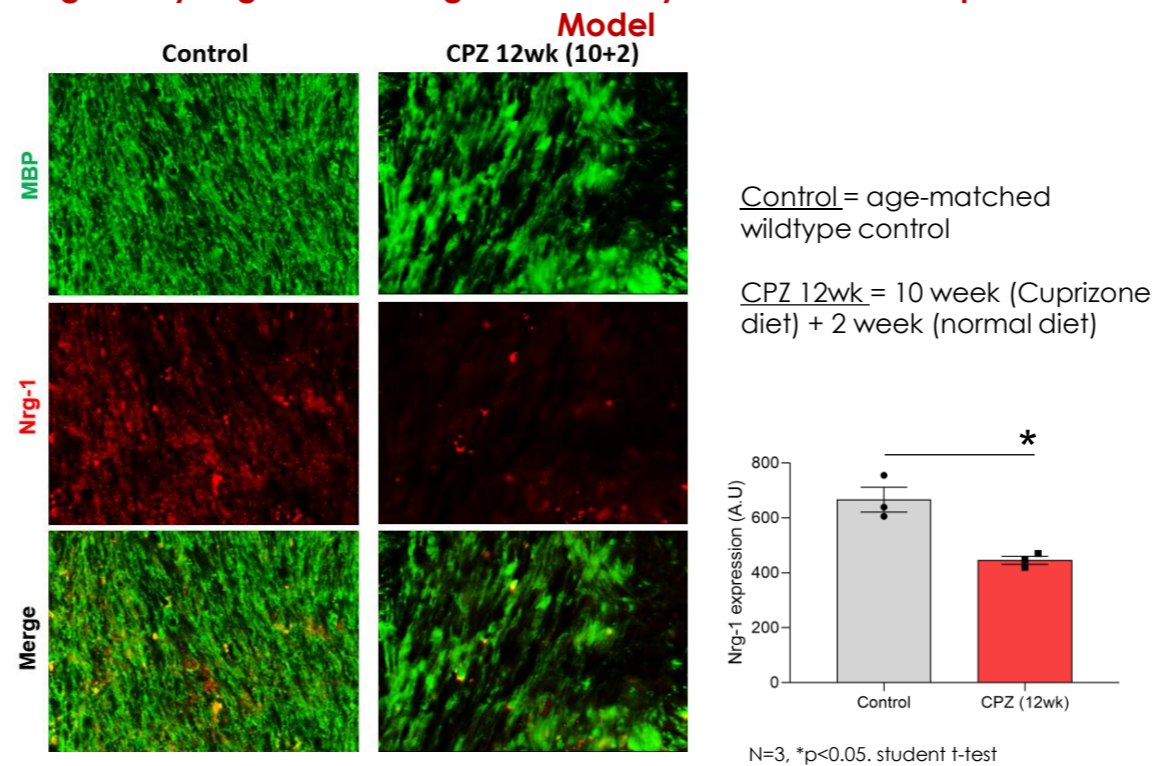 Model
Control
CPZ 12wk (10+2)
MBP
Nrg-1
Merge
Control = age-matched
wildtype control
CPZ 12wk = 10 week (Cuprizone
diet) + 2 week (normal diet)
*
800
600
400
200
0
Nrg-1 expression (A.U)
Control
CPZ (12wk)
N=3, *p<0.05. student t-test